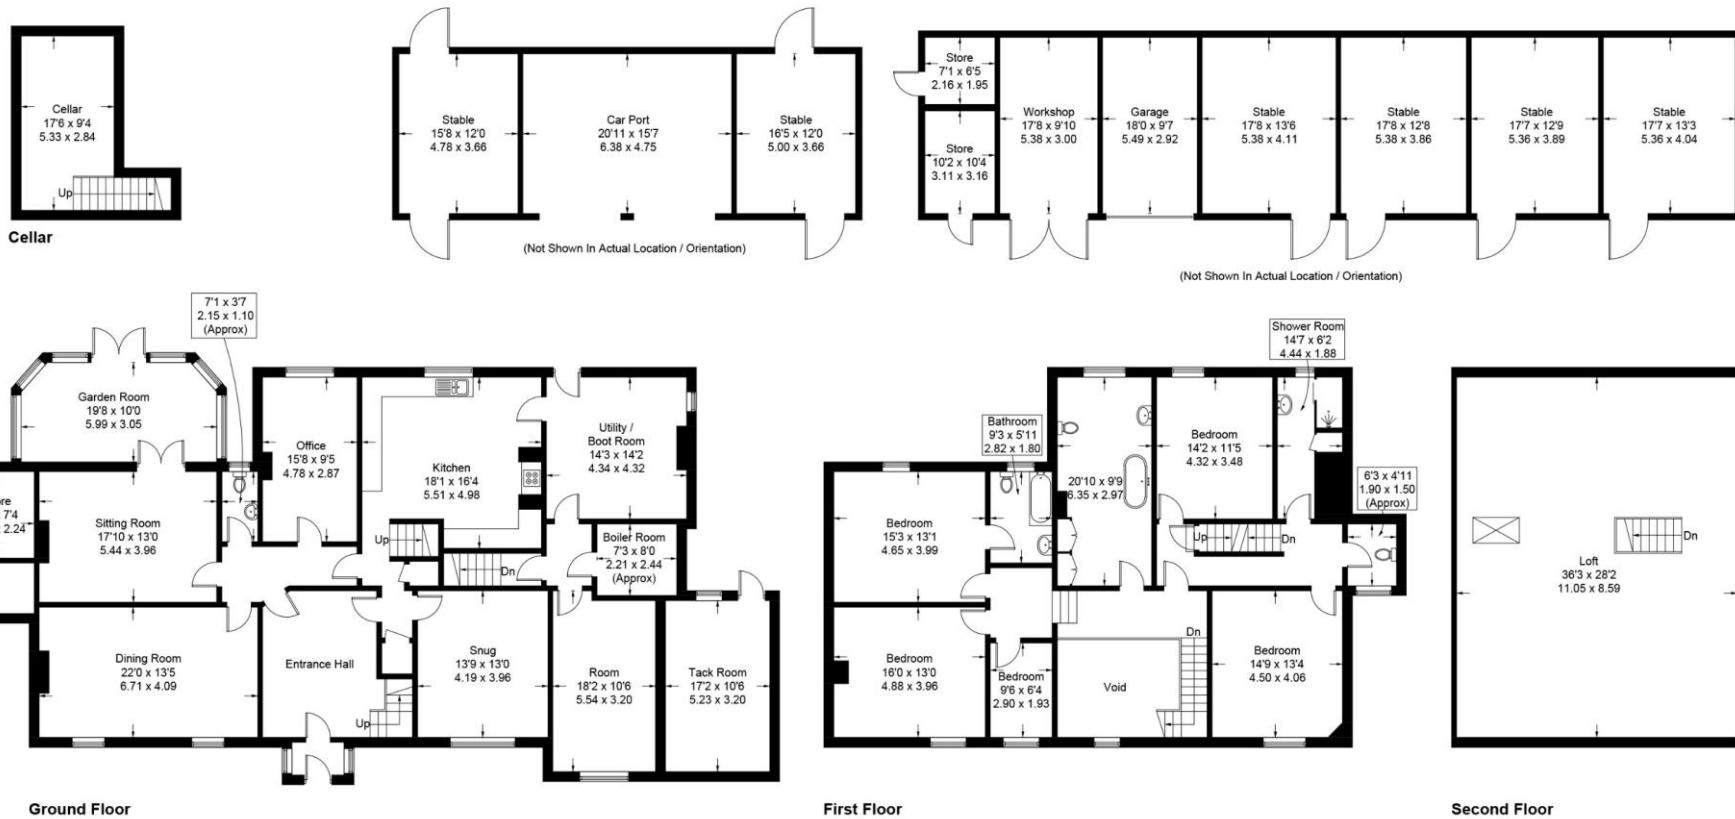 Cellar
17'6 x 9'4
5.33 x 2.84
Up
Cellar
Stable
15'8 x 12'0
4.78 x 3.66
Car Port
20'11 x 15'7
6.38 x 4.75
Stable
16'5 x 12'0
5.00 x 3.66
(Not Shown In Actual Location / Orientation)
Store
7'1 x 6'5
2.16 x 1.95
Store
10'2 x 10'4
3.11 x 3.16
Workshop
17'8 x 9'10
5.38 x 3.00
Garage
18'0 x 9'7
5.49 x 2.92
Stable
17'8 x 13'6
5.38 x 4.11
Stable
17'8 x 12'8
5.38 x 3.86
Stable
17'7 x 12'9
5.36 x 3.89
Stable
17'7 x 13'3
5.36 x 4.04
(Not Shown In Actual Location / Orientation)
7'1 x 3'7
2.15 x 1.10
(Approx)
Garden Room
19'8 x 10'0
5.99 x 3.05
Office
15'8 x 9'5
4.78 x 2.87
Kitchen
18'1 x 16'4
5.51 x 4.98
Utility /
Boot Room
14'3 x 14'2
4.34 x 4.32
re
x 7'4
x 2.24
Sitting Room
17'10 x 13'0
5.44 x 3.96
Up
Dn
Boiler Room
7'3 x 8'0
2.21 x 2.44
(Approx)
Dining Room
22'0 x 13'5
6.71 x 4.09
Entrance Hall
Up
Snug
13'9 x 13'0
4.19 x 3.96
Room
18'2 x 10'6
5.54 x 3.20
Tack Room
17'2 x 10'6
5.23 x 3.20
Ground Floor
Shower Room
14'7 x 6'2
4.44 x 1.88
Bathroom
9'3 x 5'11
2.82 x 1.80
20'10 x 9'9
6.35 x 2.97
Bedroom
14'2 x 11'5
4.32 x 3.48
6'3 x 4'11
1.90 x 1.50
(Approx)
Bedroom
15'3 x 13'1
4.65 x 3.99
Up
Dn
Bedroom
16'0 x 13'0
4.88 x 3.96
Bedroom
9'6 x 6'4
2.90 x 1.93
Void
Dn
Bedroom
14'9 x 13'4
4.50 x 4.06
First Floor
Dn
Loft
36'3 x 28'2
11.05 x 8.59
Second Floor